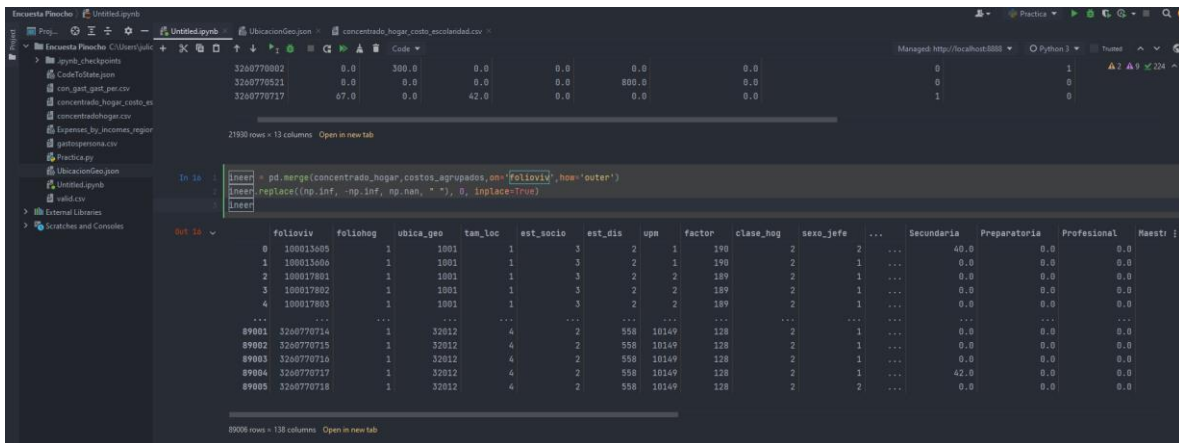 Encuesta Pinocho Untitled.ipynb
Practica
Proj... Untitled.ipynb UbicacionGeo.json concentrado_hogar_costo_escolaridad.csv
Encuesta Pinocho C:\Users\julic
Code Managed: http://localhost:8888 Python 3 Trusted
2 9 224
.ipynb_checkpoints
CodeToState.json
con_gast_gast_per.csv
concentrado_hogar_costo_es
concentradohogar.csv
Expenses_by_incomes_region
gastospersona.csv
Practica.py
UbicacionGeo.json
Untitled.ipynb
valid.csv
External Libraries
Scratches and Consoles
3260770002 0.0 300.0 0.0 0.0 0.0 0.0 0 1
3260770521 0.0 0.0 0.0 0.0 800.0 0.0 0 0
3260770717 67.0 0.0 42.0 0.0 0.0 0.0 1 0
21930 rows × 13 columns Open in new tab
In 16 1 ineer = pd.merge(concentrado_hogar,costos_agrupados,on='folioviv',how='outer')
2 ineer.replace((np.inf, -np.inf, np.nan, " "), 0, inplace=True)
3 ineer
Out 16 folioviv foliohog ubica_geo tam_loc est_socio est_dis upm factor clase_hog sexo_jefe ... Secundaria Preparatoria Profesional Maestr
0 100013605 1 1001 1 3 2 1 190 2 2 ... 40.0 0.0 0.0
1 100013606 1 1001 1 3 2 1 190 2 1 ... 0.0 0.0 0.0
2 100017801 1 1001 1 3 2 2 189 2 1 ... 0.0 0.0 0.0
3 100017802 1 1001 1 3 2 2 189 2 1 ... 0.0 0.0 0.0
4 100017803 1 1001 1 3 2 2 189 2 1 ... 0.0 0.0 0.0
... ... ... ... ... ... ... ... ... ... ... ... ... ... ...
89001 3260770714 1 32012 4 2 558 10149 128 2 1 ... 0.0 0.0 0.0
89002 3260770715 1 32012 4 2 558 10149 128 2 1 ... 0.0 0.0 0.0
89003 3260770716 1 32012 4 2 558 10149 128 2 1 ... 0.0 0.0 0.0
89004 3260770717 1 32012 4 2 558 10149 128 2 1 ... 42.0 0.0 0.0
89005 3260770718 1 32012 4 2 558 10149 128 2 1 ... 0.0 0.0 0.0
89006 rows × 138 columns Open in new tab